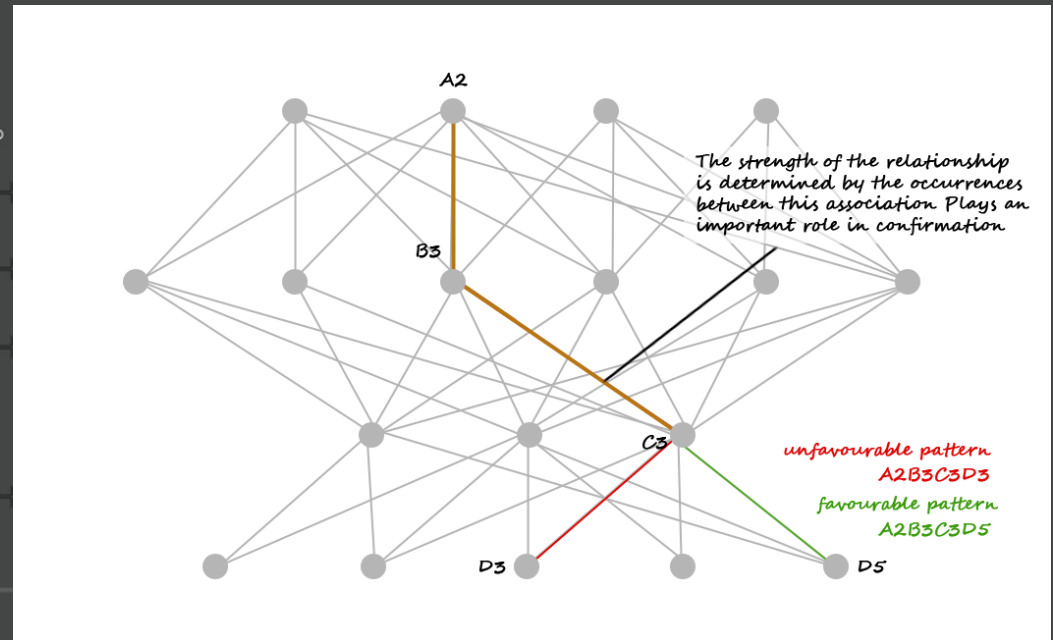 A2
The strength of the relationship
is determined by the occurrences
between this association Plays an
important role in confirmation
B3
C3
unfavourable pattern
A2B3C3D3
favourable pattern
A2B3C3D5
D3
D5